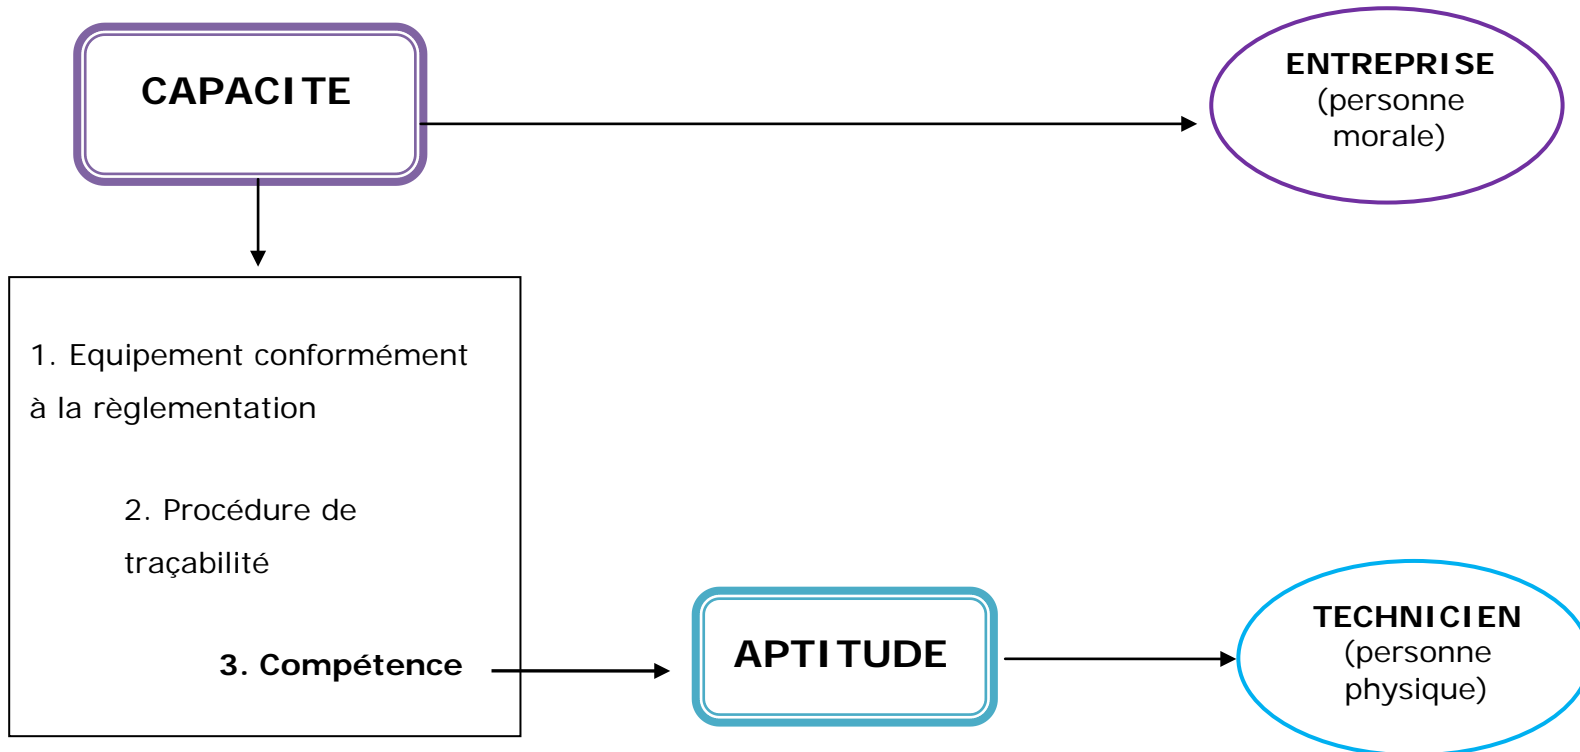 CAPACITE
ENTREPRISE
(personne
morale)
1. Equipement conformément
à la règlementation
2. Procédure de
traçabilité
3. Compétence
APTITUDE
TECHNICIEN
(personne
physique)